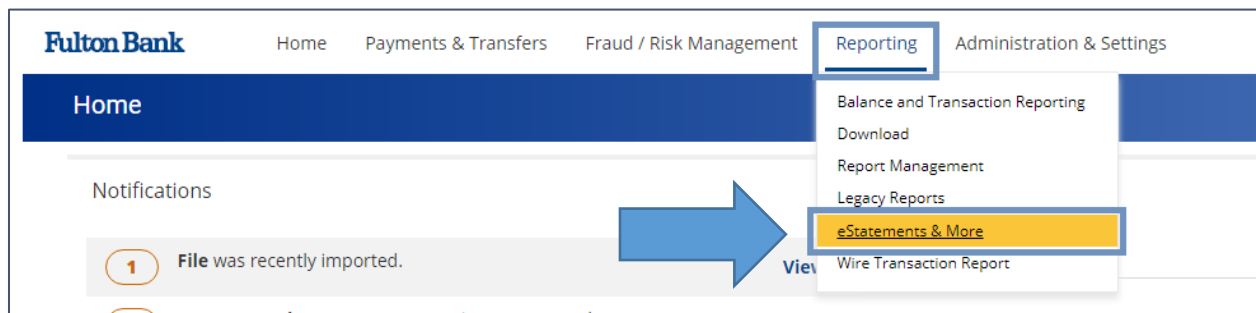 Fulton Bank Home Payments & Transfers Fraud / Risk Management Reporting Administration & Settings
Home
Balance and Transaction Reporting
Download
Report Management
Legacy Reports
eStatements & More
Wire Transaction Report
Notifications
1 File was recently imported.